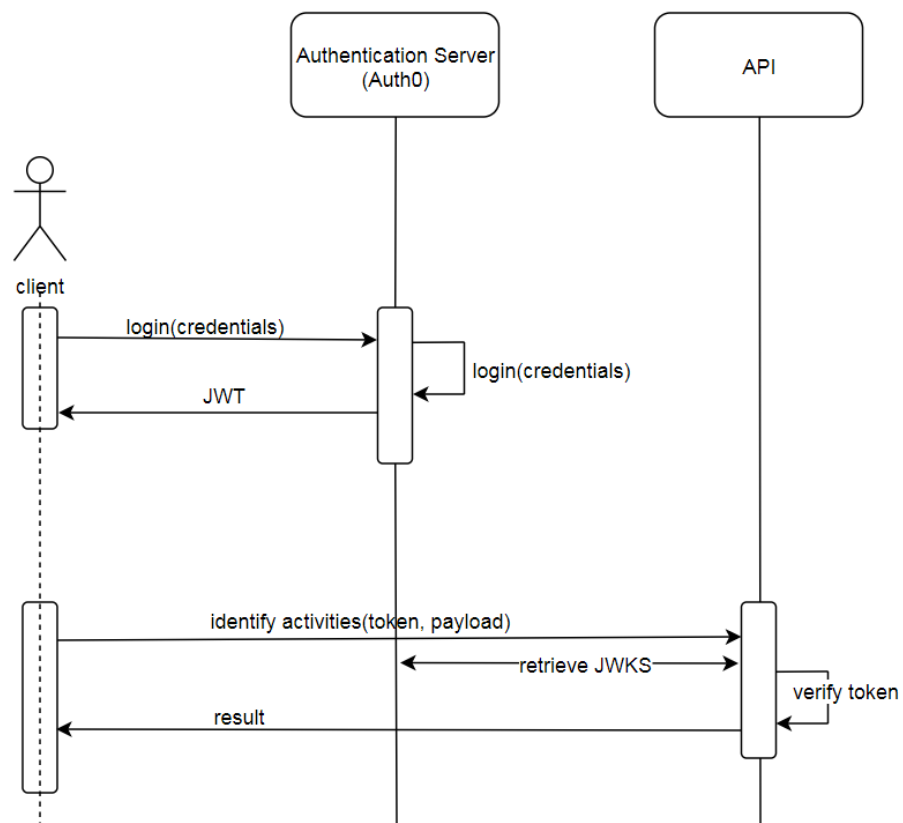 Authentication Server
(Auth0)
API
client
login(credentials)
login(credentials)
JWT
identify activities(token, payload)
retrieve JWKS
verify token
result